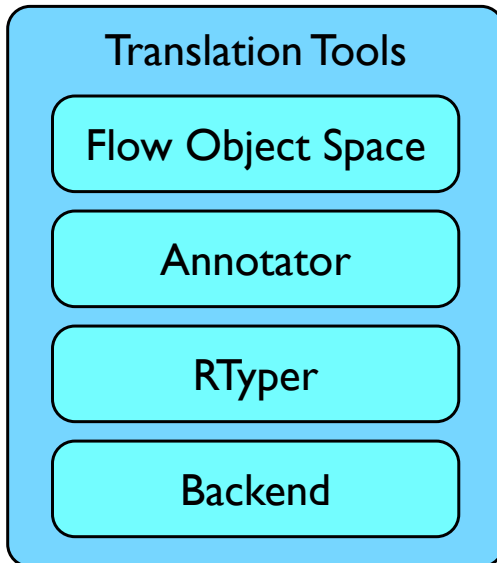 Translation Tools
Flow Object Space
Annotator
RTyper
Backend